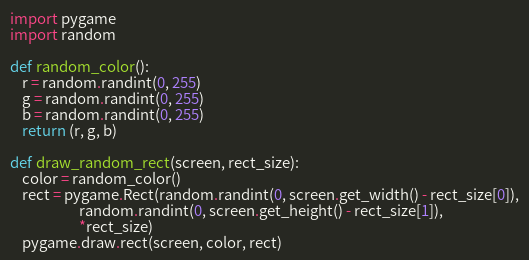 import pygame
import random

def random_color():
    r = random.randint(0, 255)
    g = random.randint(0, 255)
    b = random.randint(0, 255)
    return (r, g, b)

def draw_random_rect(screen, rect_size):
    color = random_color()
    rect = pygame.Rect(random.randint(0, screen.get_width() - rect_size[0]),
                       random.randint(0, screen.get_height() - rect_size[1]),
                       *rect_size)
    pygame.draw.rect(screen, color, rect)